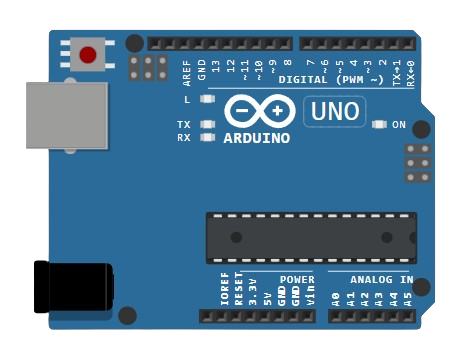 AREF
GND
13
12
~11
~10
~9
8
7
~6
~5
4
~3
2
TX→1
RX←0
DIGITAL (PWM ~)
L
TX
RX
UNO
ON
ARDUINO
POWER
ANALOG IN
IOREF
RESET
3.3V
5V
GND
GND
Vin
A0
A1
A2
A3
A4
A5